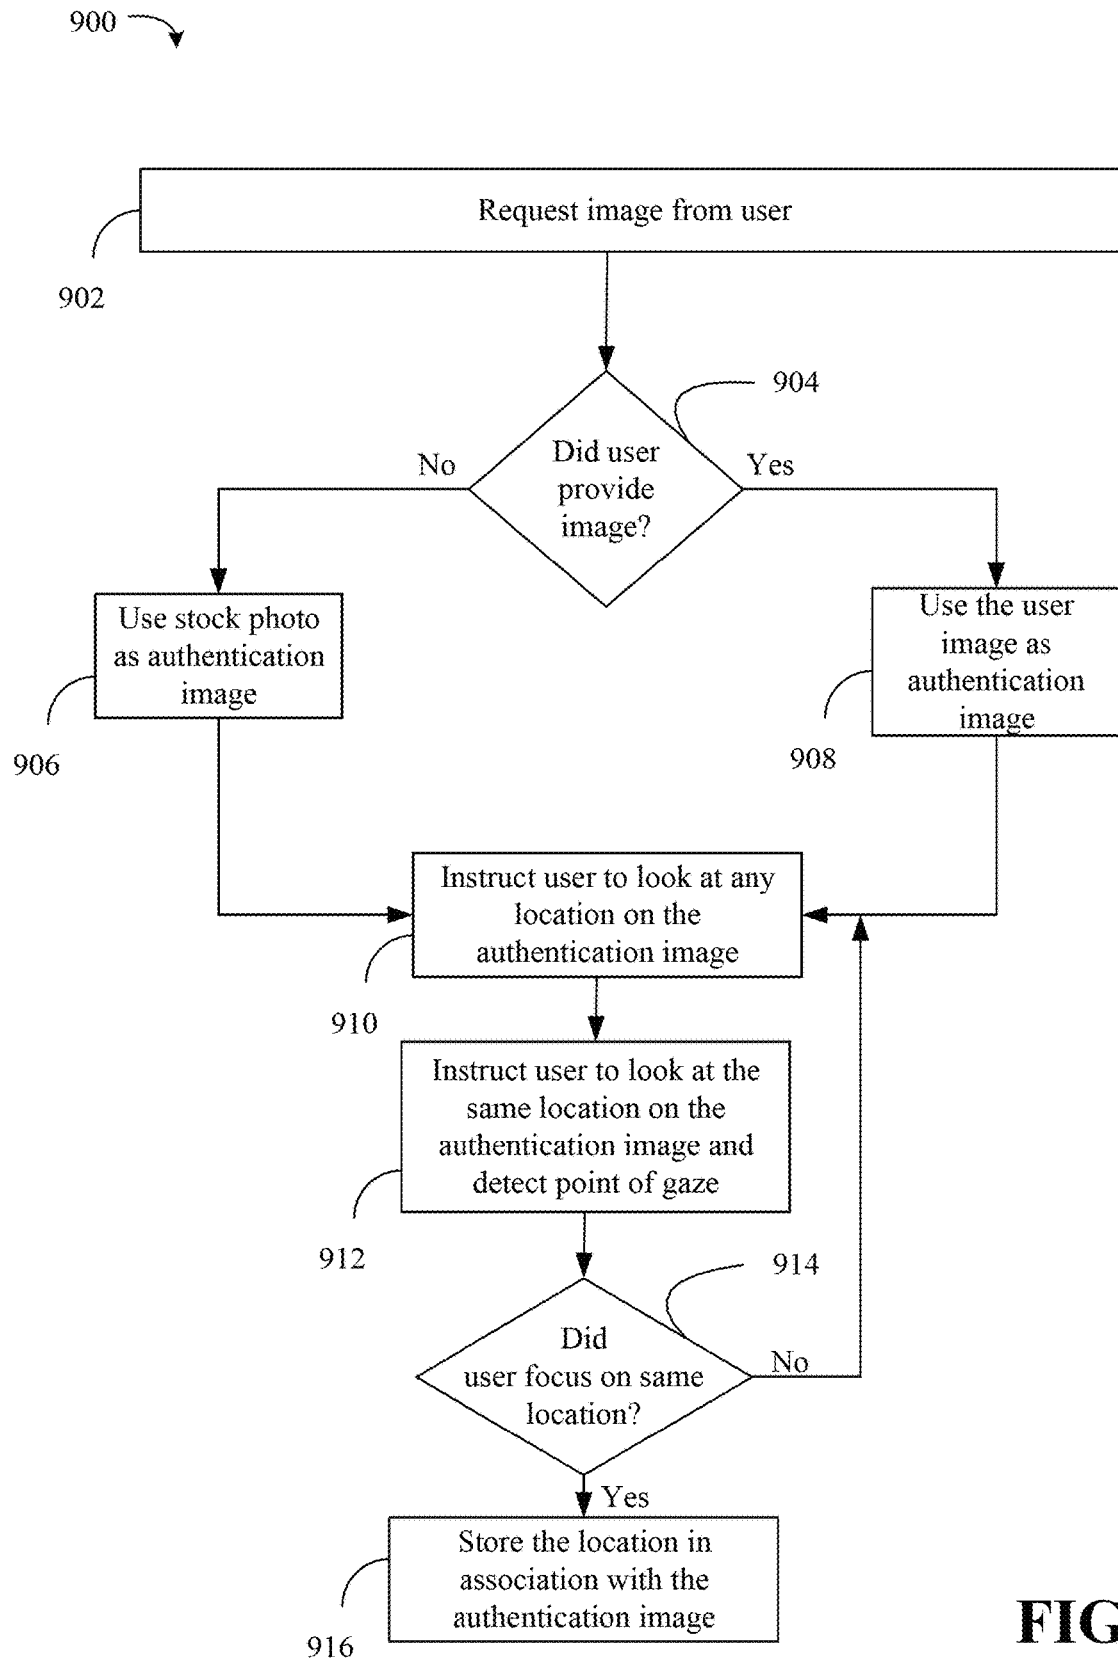 900
Request image from user
902
904
Did user
provide
image?
No
Yes
Use stock photo
as authentication
image
906
Use the user
image as
authentication
image
908
Instruct user to look at any
location on the
authentication image
910
Instruct user to look at the
same location on the
authentication image and
detect point of gaze
912
914
Did
user focus on same
location?
No
Yes
Store the location in
association with the
authentication image
916
FIG